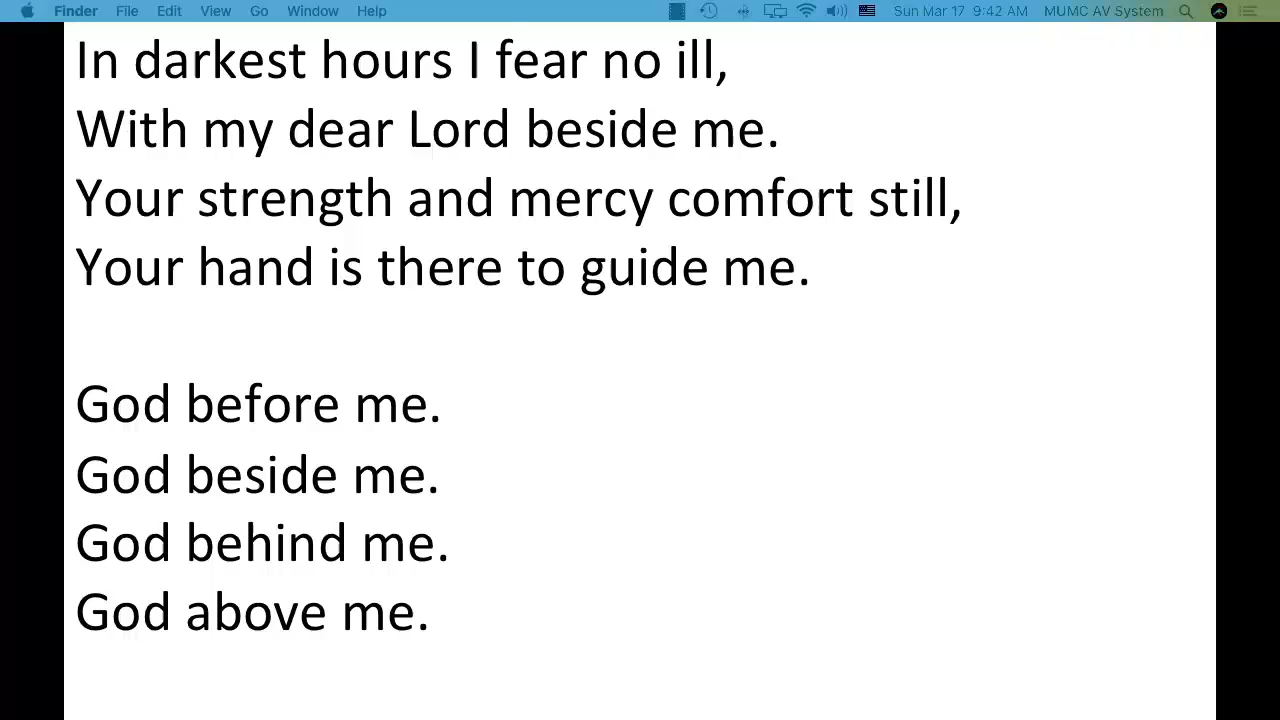 Finder File Edit View Go Window Help Sun Mar 17 9:42 AM MUMC AV System
In darkest hours I fear no ill,
With my dear Lord beside me.
Your strength and mercy comfort still,
Your hand is there to guide me.
God before me.
God beside me.
God behind me.
God above me.